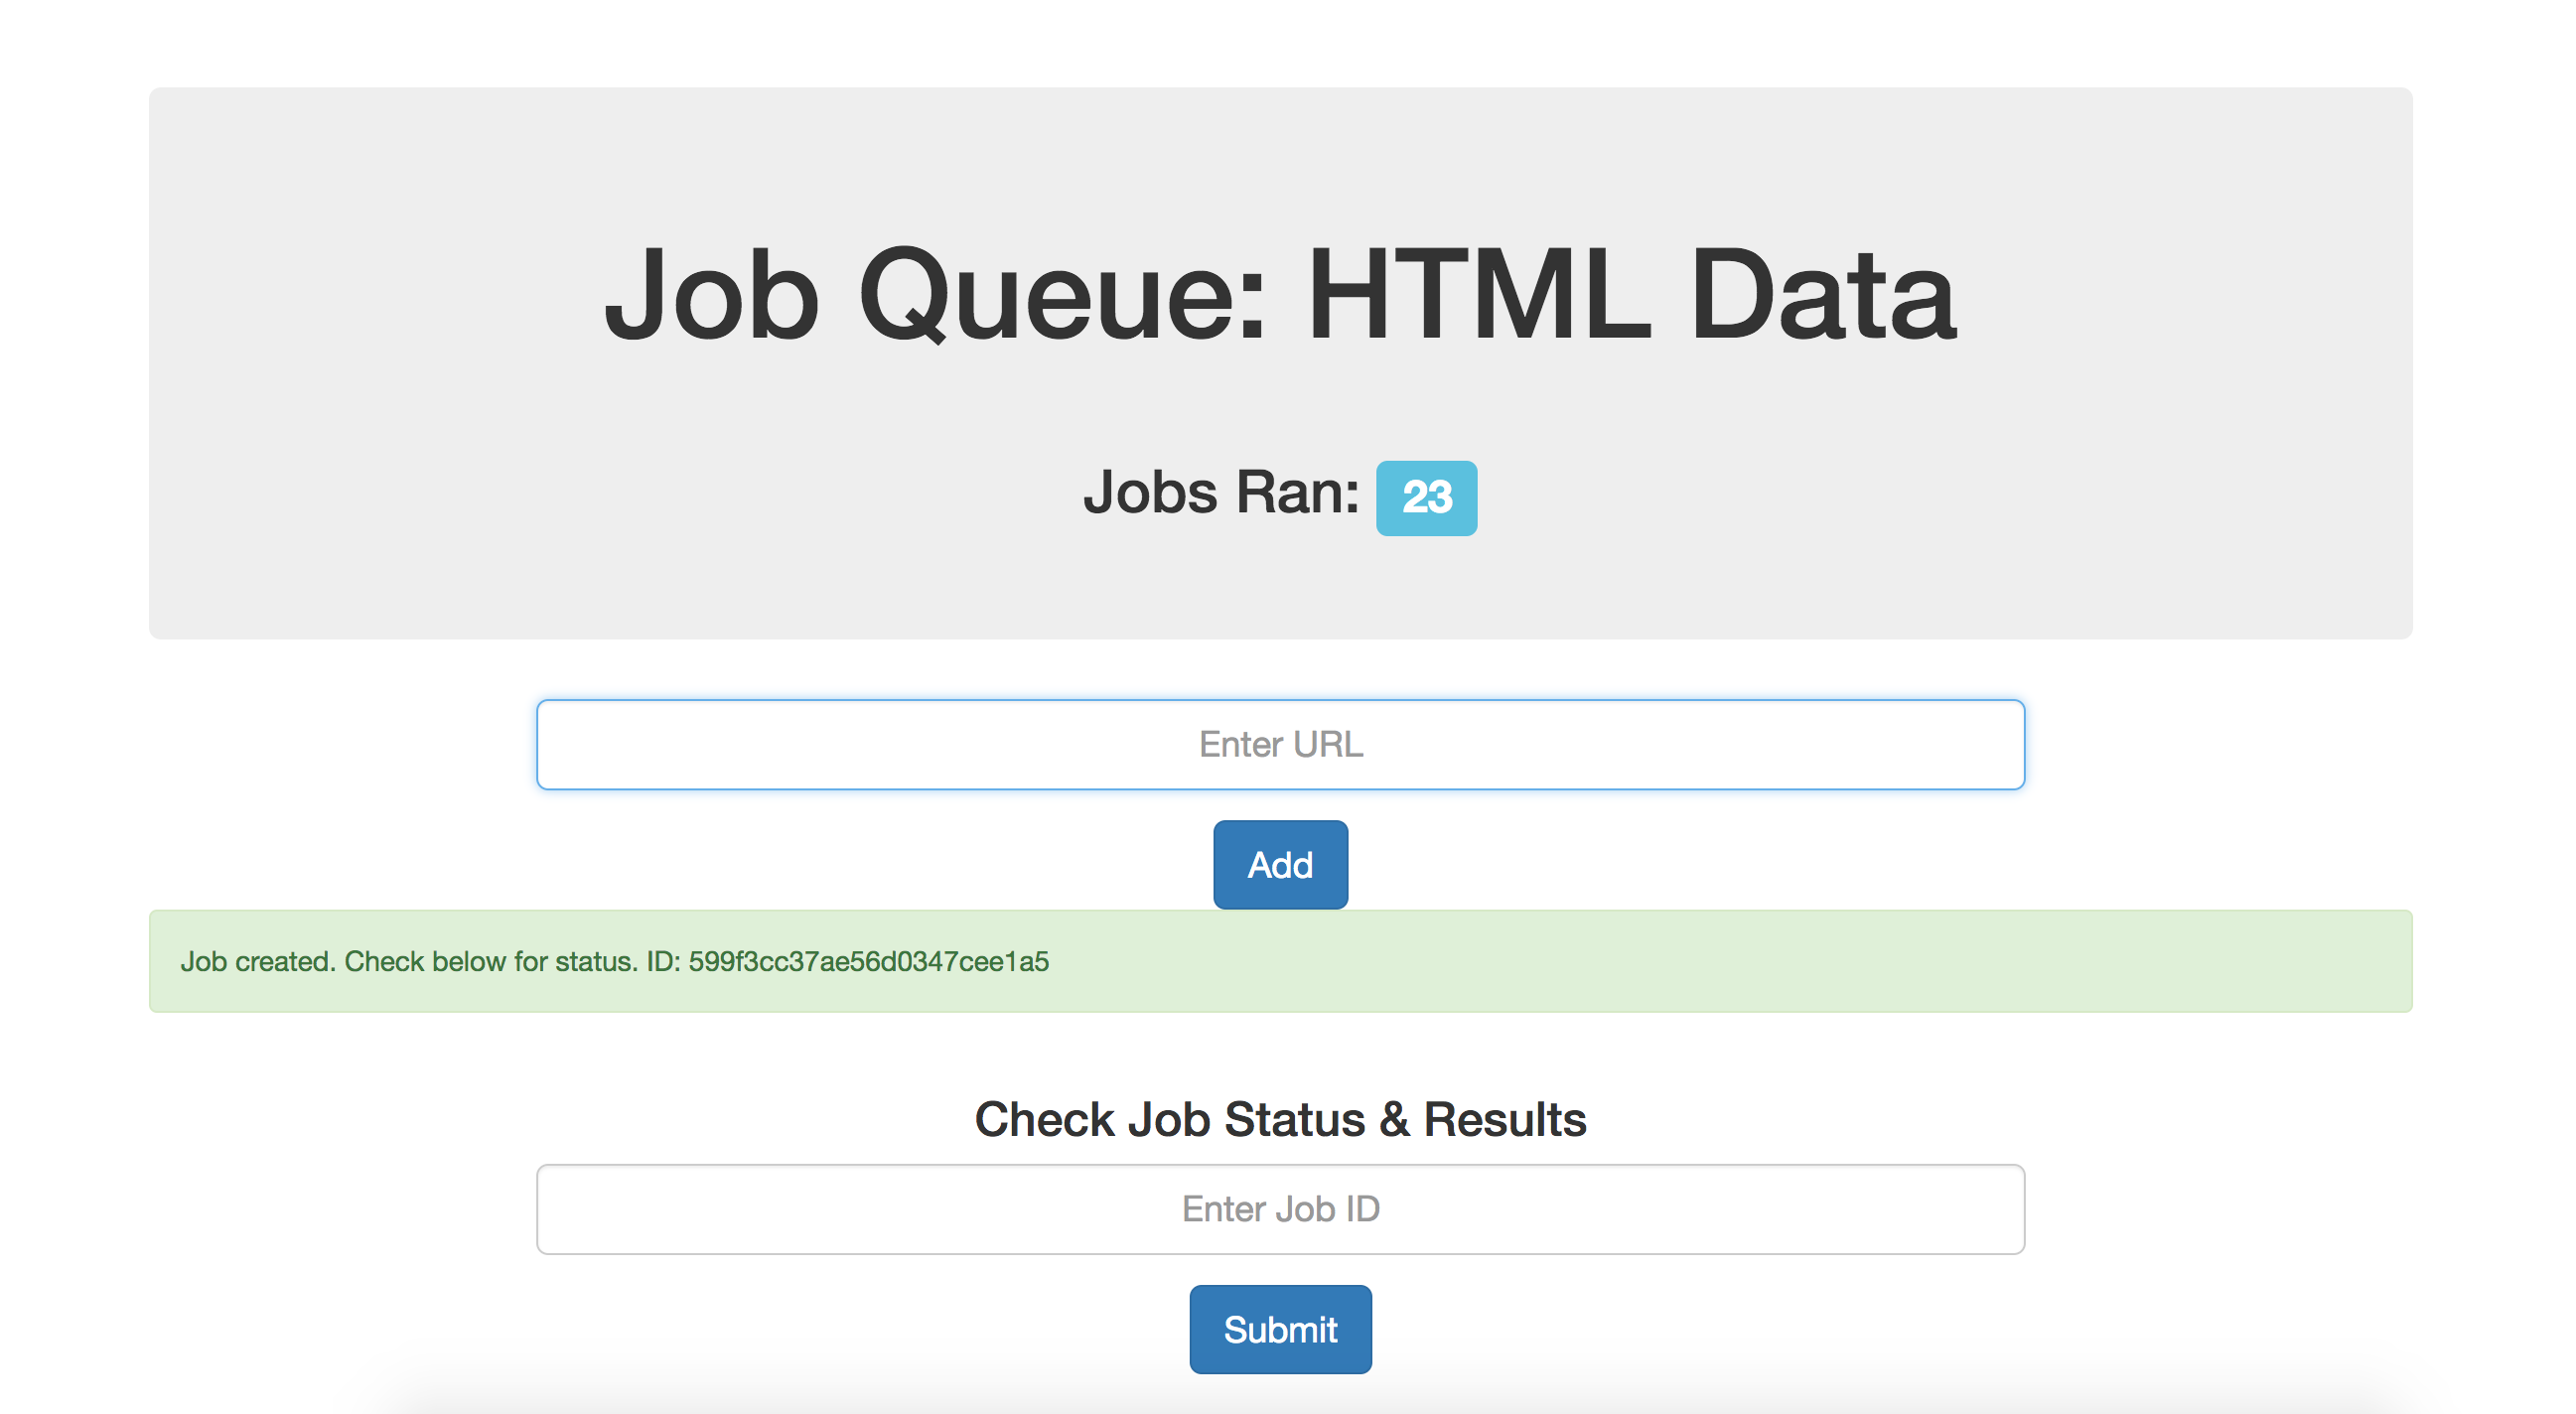 Job Queue: HTML Data
Jobs Ran: 23
Enter URL
Add
Job created. Check below for status. ID: 599f3cc37ae56d0347cee1a5
Check Job Status & Results
Enter Job ID
Submit